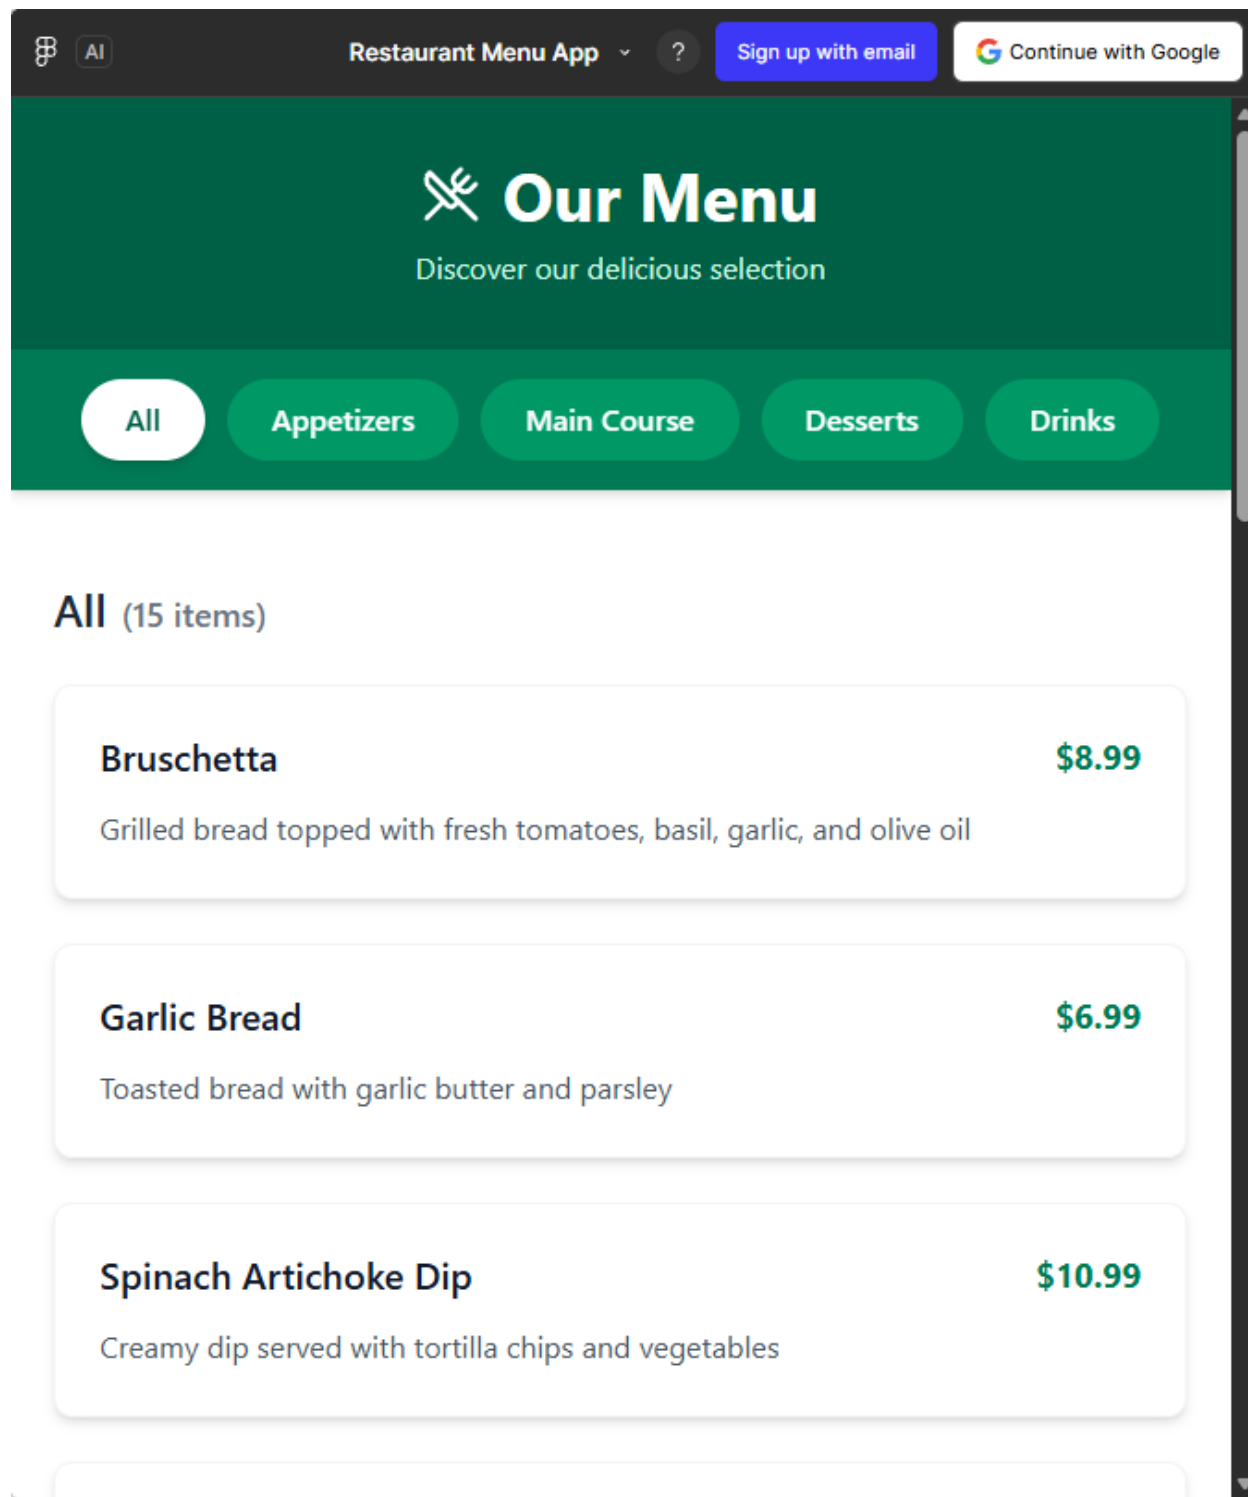 AI
Restaurant Menu App
?
Sign up with email
Continue with Google
Our Menu
Discover our delicious selection
All
Appetizers
Main Course
Desserts
Drinks
All (15 items)
Bruschetta
$8.99
Grilled bread topped with fresh tomatoes, basil, garlic, and olive oil
Garlic Bread
$6.99
Toasted bread with garlic butter and parsley
Spinach Artichoke Dip
$10.99
Creamy dip served with tortilla chips and vegetables